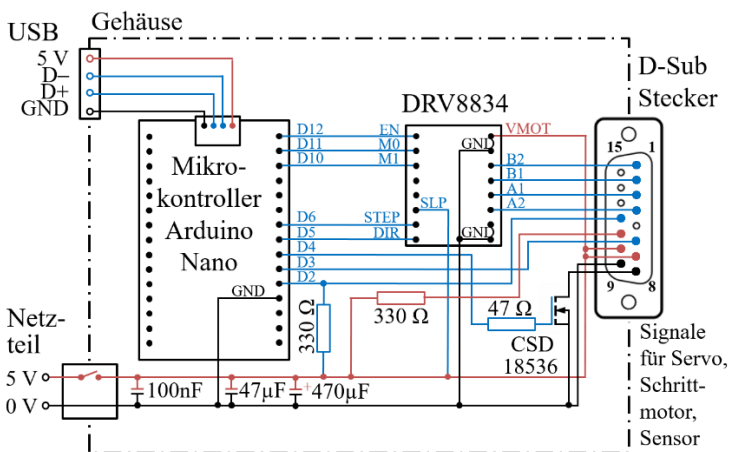 USB
Gehäuse
5 V
D–
D+
GND
D-Sub
Stecker
DRV8834
Mikro-
kontroller
Arduino
Nano
D12
D11
D10
D6
D5
D4
D3
D2
GND
EN
M0
M1
SLP
STEP
DIR
VMOT
GND
B2
B1
A1
A2
GND
15
1
9
8
330 Ω
330 Ω
47 Ω
CSD
18536
Netz-
teil
5 V
0 V
100nF
47µF
+
470µF
Signale
für Servo,
Schritt-
motor,
Sensor